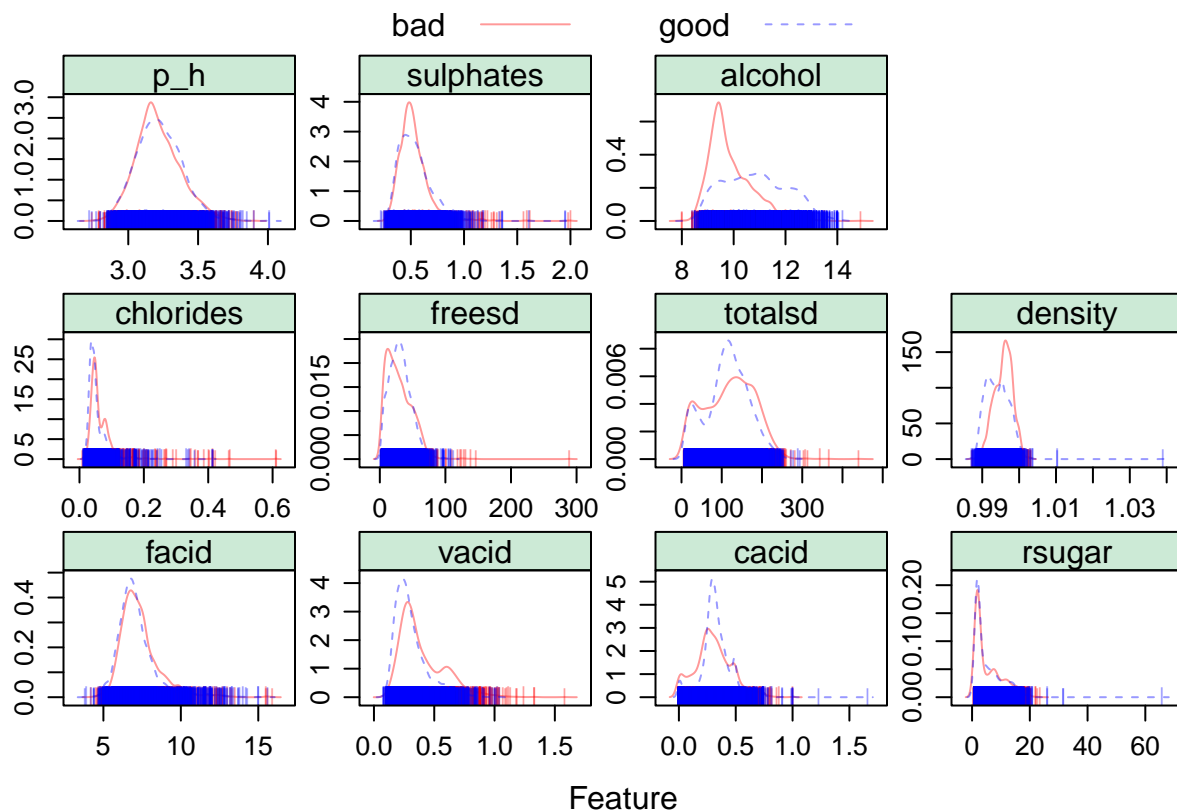 bad good
p_h sulphates alcohol
0.0 1.0 2.0 3.0
0 1 2 3 4
0.0 0.4
3.0 3.5 4.0
0.5 1.0 1.5 2.0
8 10 12 14
chlorides freesd totalsd density
0 5 15 25
0.000 0.015
0.000 0.006
0 50 150
0.0 0.2 0.4 0.6
0 100 200 300
0 100 300
0.99 1.01 1.03
facid vacid cacid rsugar
0.0 0.2 0.4
0 1 2 3 4
0 1 2 3 4 5
0.00 0.10 0.20
5 10 15
0.0 0.5 1.0 1.5
0.0 0.5 1.0 1.5
0 20 40 60
Feature